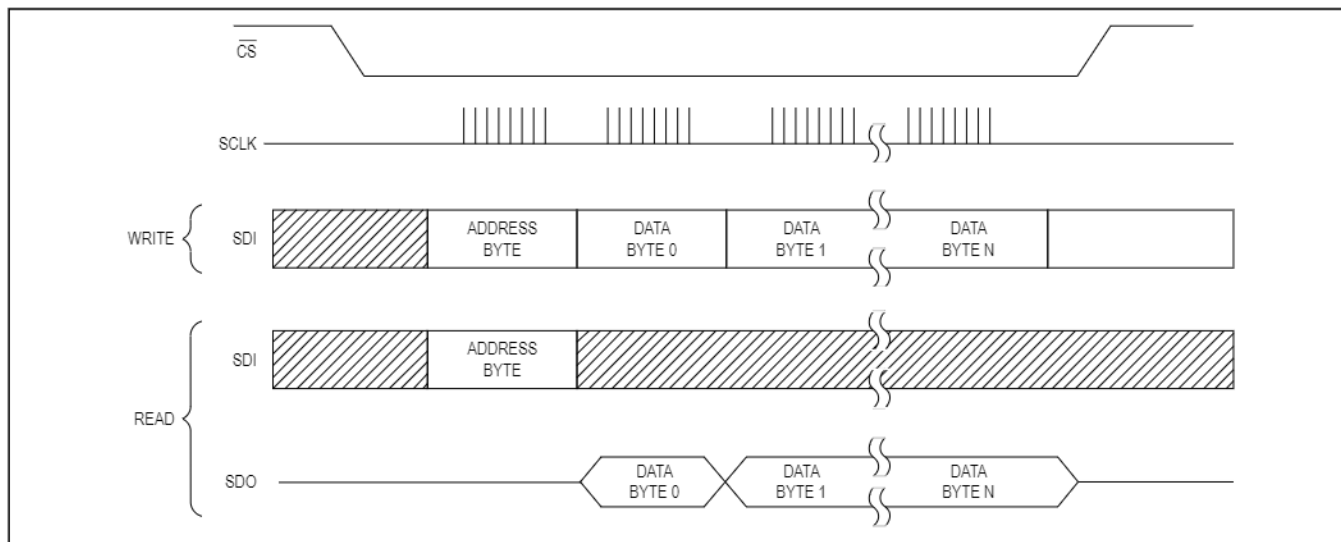 CS
SCLK
WRITE
SDI
ADDRESS
BYTE
DATA
BYTE 0
DATA
BYTE 1
DATA
BYTE N
READ
SDI
ADDRESS
BYTE
SDO
DATA
BYTE 0
DATA
BYTE 1
DATA
BYTE N